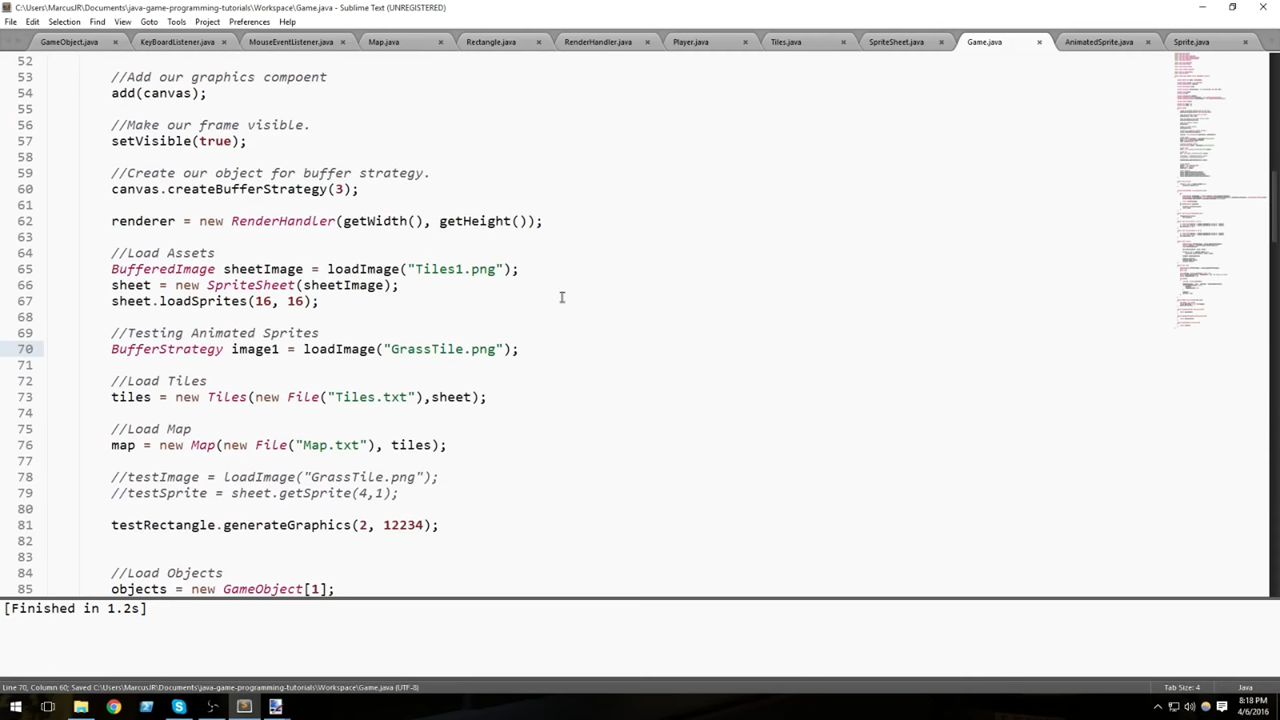 C:\Users\MarcusJR\Documents\java-game-programming-tutorials\Workspace\Game.java - Sublime Text (UNREGISTERED)
File Edit Selection Find View Goto Tools Project Preferences Help
GameObject.java KeyBoardListener.java MouseEventListener.java Map.java Rectangle.java RenderHandler.java Player.java Tiles.java SpriteSheet.java Game.java AnimatedSprite.java Sprite.java
52
53 //Add our graphics compoent
54 add(canvas);
55
56 //Make our frame visible.
57 setVisible(true);
58
59 //Create our object for buffer strategy.
60 canvas.createBufferStrategy(3);
61
62 renderer = new RenderHandler(getWidth(), getHeight());
63
64 //Load Assets
65 BufferedImage sheetImage = loadImage("Tiles1.png");
66 sheet = new SpriteSheet(sheetImage);
67 sheet.loadSprites(16, 16);
68
69 //Testing Animated Sprites
70 BufferStrategy image1 = loadImage("GrassTile.png");
71
72 //Load Tiles
73 tiles = new Tiles(new File("Tiles.txt"),sheet);
74
75 //Load Map
76 map = new Map(new File("Map.txt"), tiles);
77
78 //testImage = loadImage("GrassTile.png");
79 //testSprite = sheet.getSprite(4,1);
80
81 testRectangle.generateGraphics(2, 12234);
82
83
84 //Load Objects
85 objects = new GameObject[1];
[Finished in 1.2s]
Line 70, Column 60; Saved C:\Users\MarcusJR\Documents\java-game-programming-tutorials\Workspace\Game.java (UTF-8) Tab Size: 4 Java
8:18 PM
4/6/2016